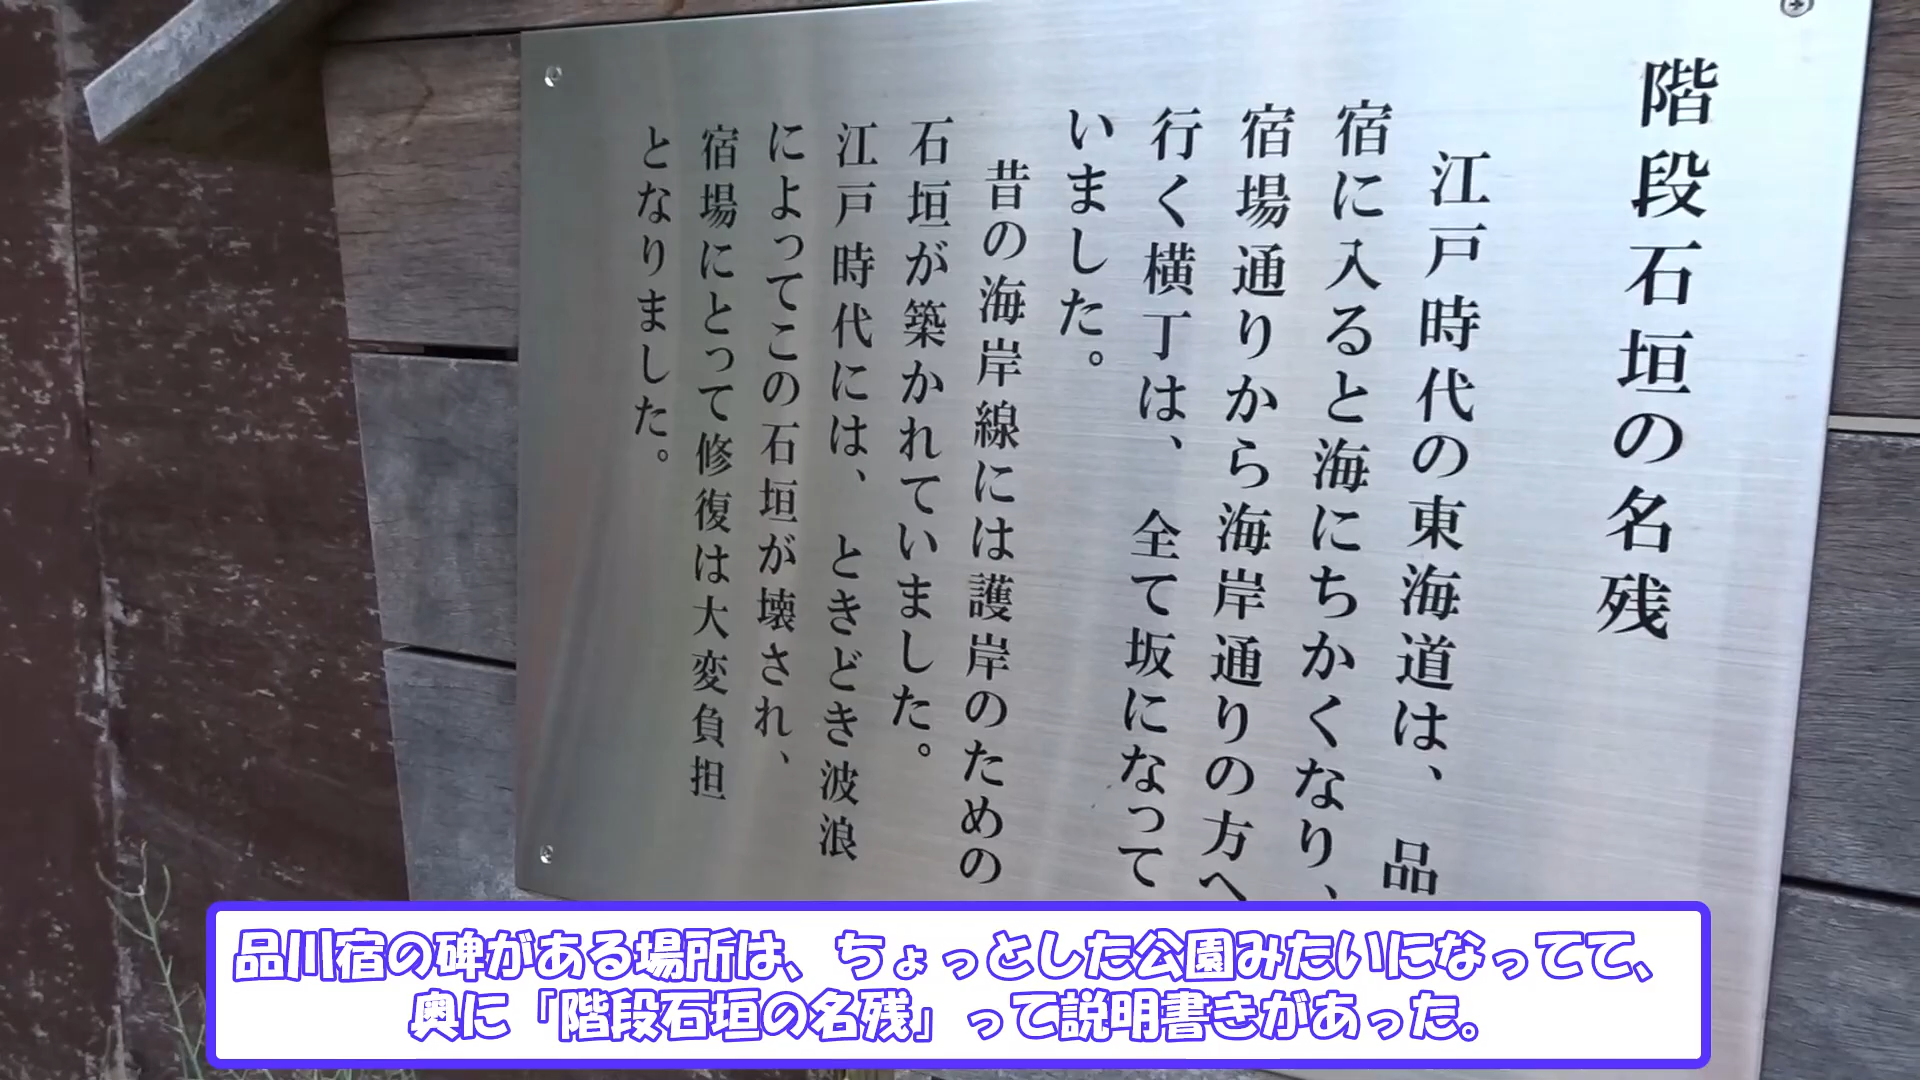 階段石垣の名残
江戸時代の東海道は、品
宿に入ると海にちかくなり、
宿場通りから海岸通りの方へ
行く横丁は、全て坂になって
いました。
昔の海岸線には護岸のための
石垣が築かれていました。
江戸時代には、ときどき波浪
によってこの石垣が壊され、
宿場にとって修復は大変負担
となりました。
品川宿の碑がある場所は、ちょっとした公園みたいになってて、
奥に「階段石垣の名残」って説明書きがあった。